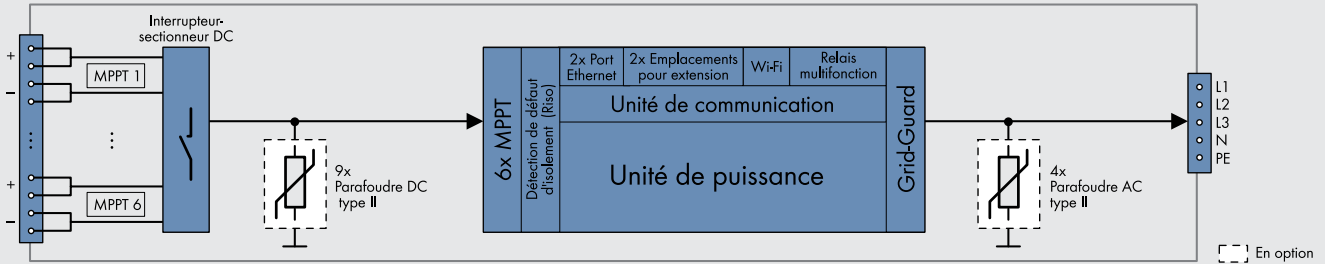 Interrupteur-
sectionneur DC
+
MPPT 1
–
...
...
+
MPPT 6
–
9x
Parafoudre DC
type II
6x MPPT
Détection de défaut
d'isolement (Riso)
2x Port
Ethernet
2x Emplacements
pour extension
Wi-Fi
Relais
multifonction
Unité de communication
Unité de puissance
Grid-Guard
4x
Parafoudre AC
type II
L1
L2
L3
N
PE
En option